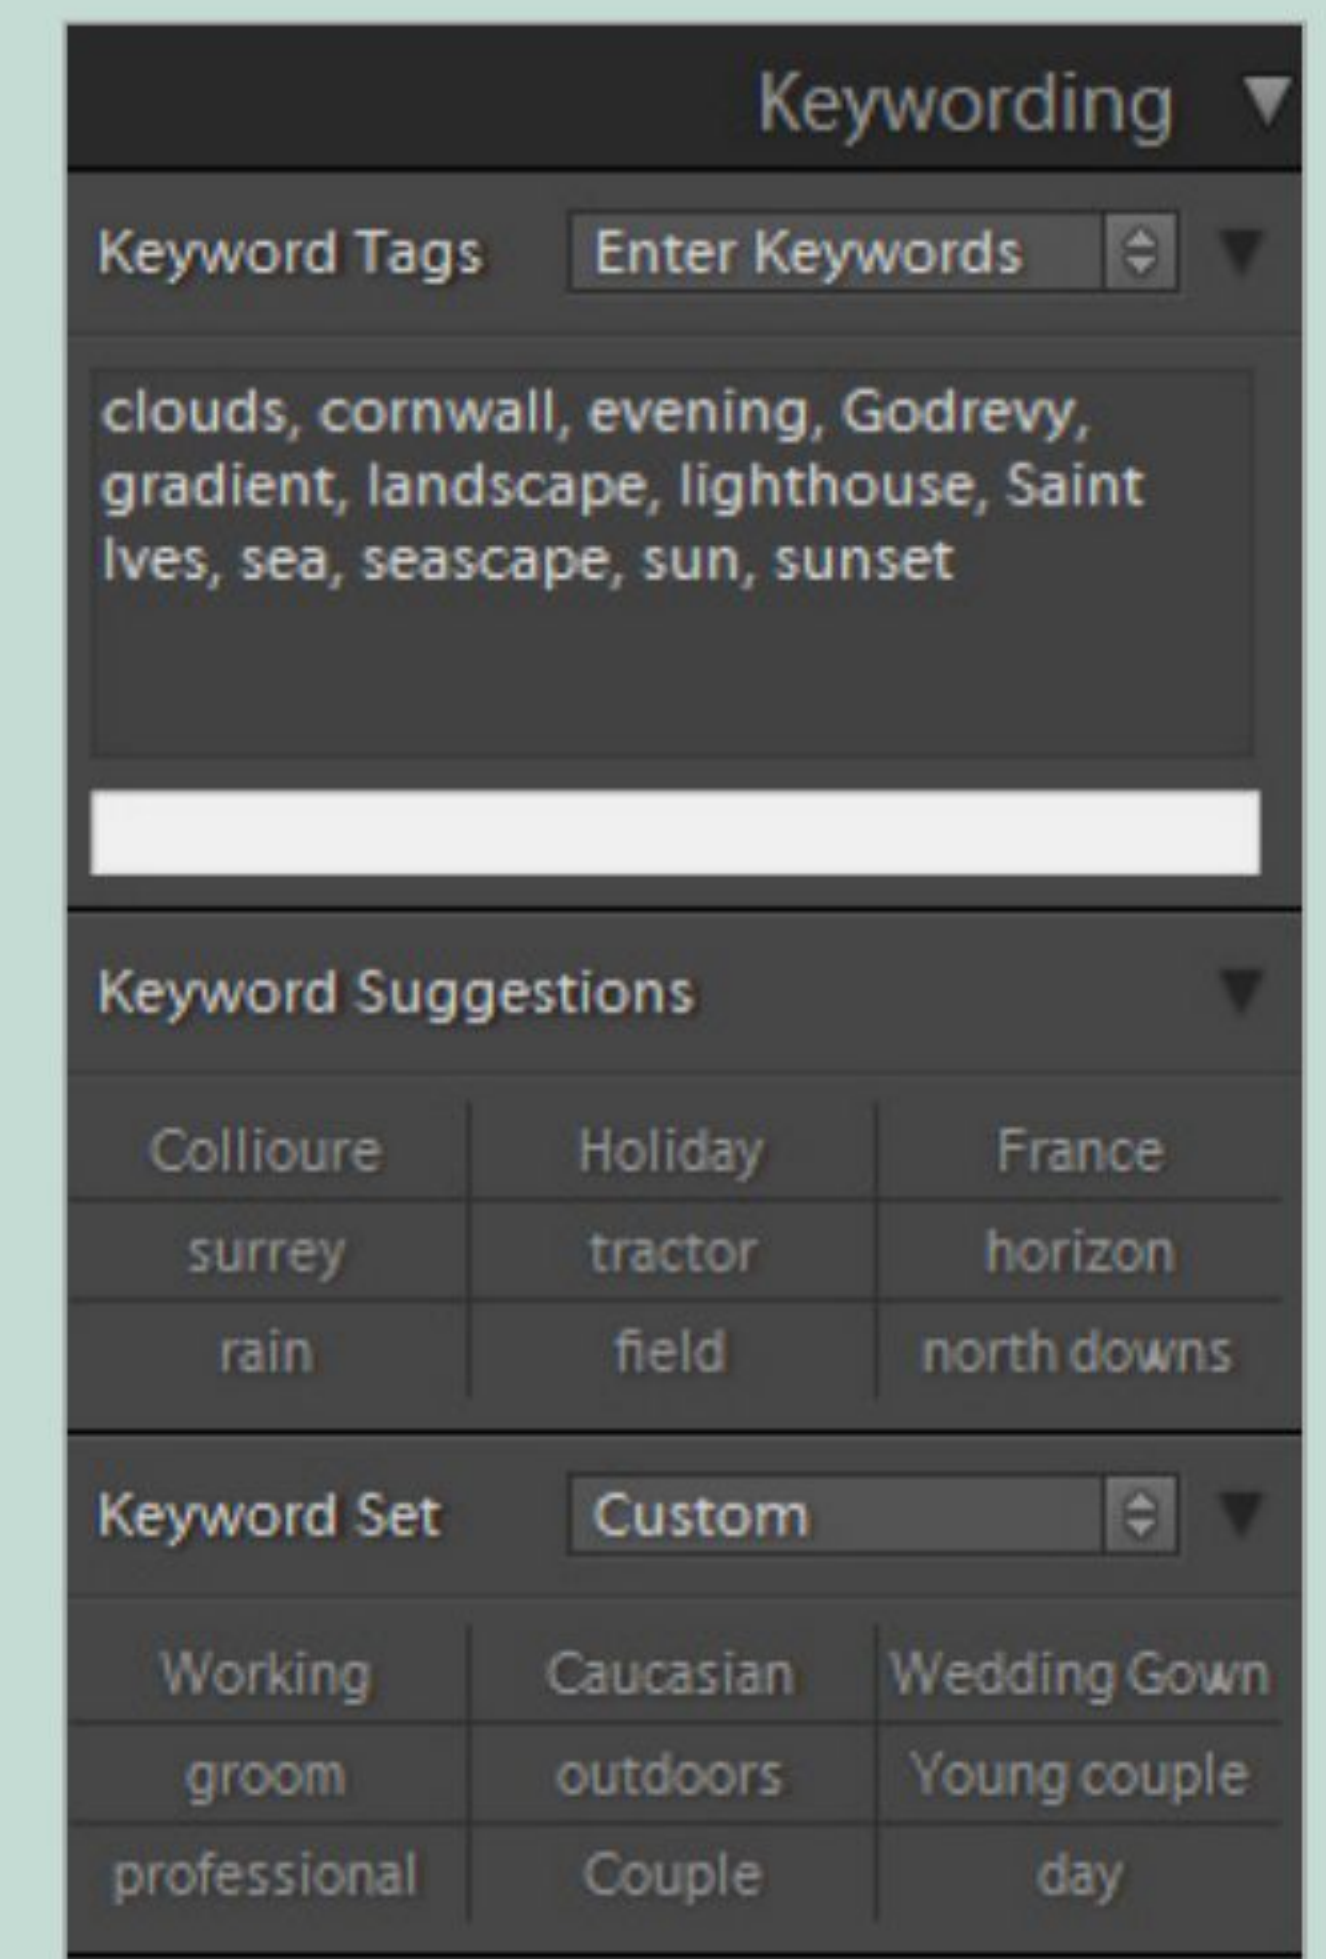 Keywording
Keyword Tags Enter Keywords
clouds, cornwall, evening, Godrevy,
gradient, landscape, lighthouse, Saint
Ives, sea, seascape, sun, sunset
Keyword Suggestions
Collioure Holiday France
surrey tractor horizon
rain field north downs
Keyword Set Custom
Working Caucasian Wedding Gown
groom outdoors Young couple
professional Couple day